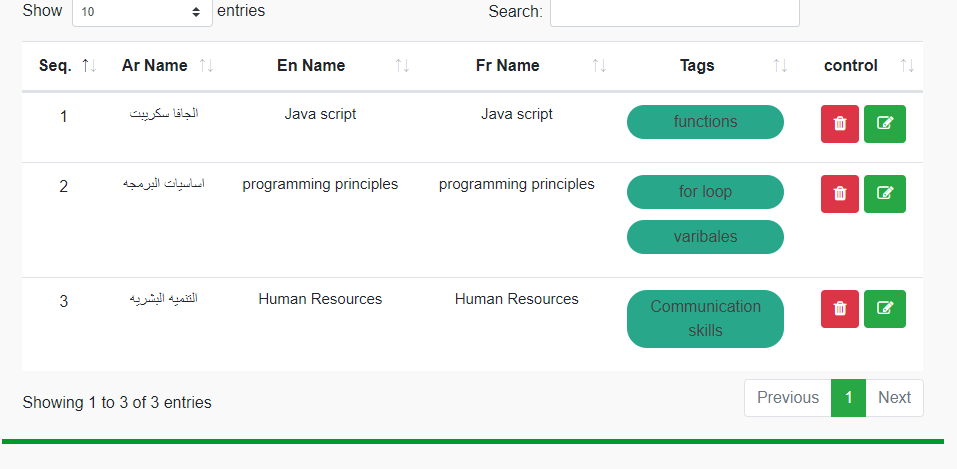 Show 10 entries Search:
Seq. Ar Name En Name Fr Name Tags control
1 الجافا سكريبت Java script Java script functions
2 اساسيات البرمجه programming principles programming principles for loop
varibales
3 التنميه البشريه Human Resources Human Resources Communication
skills
Showing 1 to 3 of 3 entries Previous 1 Next